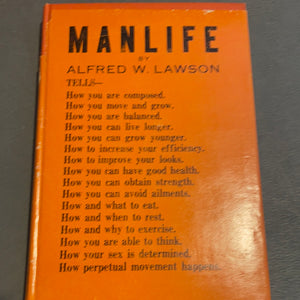 MANLIFE
BY
ALFRED W. LAWSON
TELLS—
How you are composed.
How you move and grow.
How you are balanced.
How you can live longer.
How you can grow younger.
How to increase your efficiency.
How to improve your looks.
How you can have good health.
How you can obtain strength.
How you can avoid ailments.
How and what to eat.
How and when to rest.
How and why to exercise.
How you are able to think.
How your sex is determined.
How perpetual movement happens.